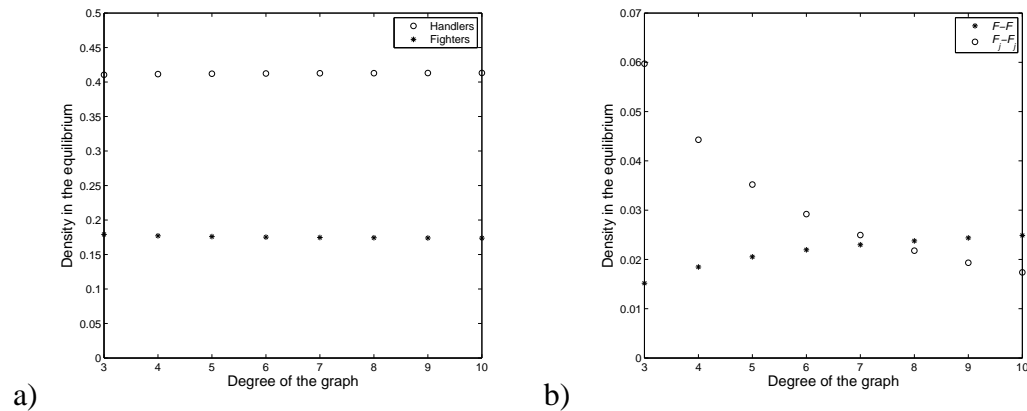 0.5
0.45
0.4
0.35
0.3
0.25
0.2
0.15
0.1
0.05
0
Density in the equilibrium
3 4 5 6 7 8 9 10
Degree of the graph
Handlers
Fighters
a)
0.07
0.06
0.05
0.04
0.03
0.02
0.01
0
Density in the equilibrium
3 4 5 6 7 8 9 10
Degree of the graph
F−F
F_j−F_j
b)